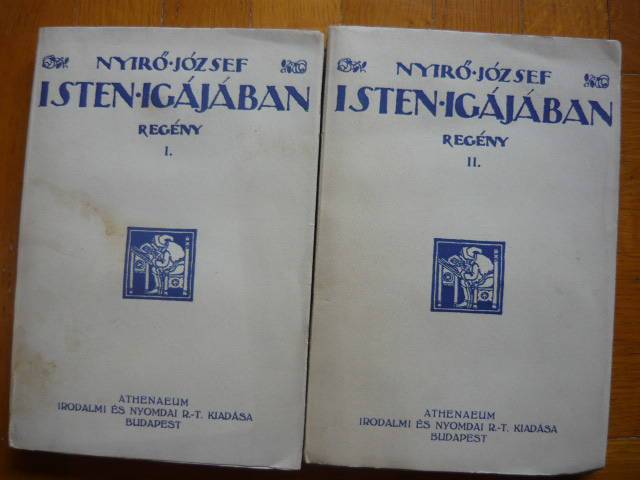 NYIRŐ·JÓZSEF
ISTEN·IGÁJÁBAN
REGÉNY
I.
ATHENAEUM
IRODALMI ÉS NYOMDAI R.-T. KIADÁSA
BUDAPEST
NYIRŐ·JÓZSEF
ISTEN·IGÁJÁBAN
REGÉNY
II.
ATHENAEUM
IRODALMI ÉS NYOMDAI R.-T. KIADÁSA
BUDAPEST